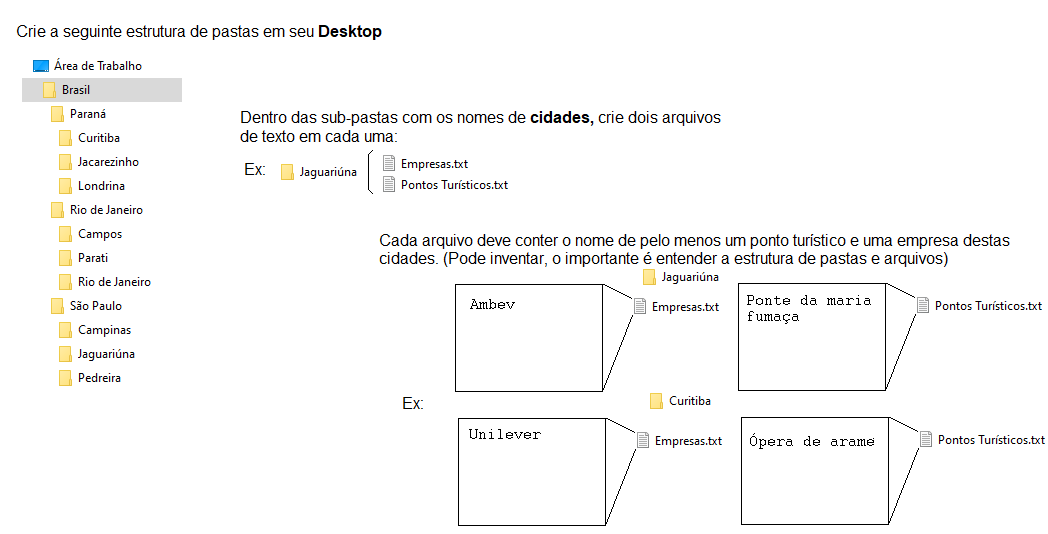 Crie a seguinte estrutura de pastas em seu Desktop
Área de Trabalho
Brasil
Paraná
Curitiba
Jacarezinho
Londrina
Rio de Janeiro
Campos
Parati
Rio de Janeiro
São Paulo
Campinas
Jaguariúna
Pedreira
Dentro das sub-pastas com os nomes de cidades, crie dois arquivos
de texto em cada uma:
Ex:
Jaguariúna
Empresas.txt
Pontos Turísticos.txt
Cada arquivo deve conter o nome de pelo menos um ponto turístico e uma empresa destas
cidades. (Pode inventar, o importante é entender a estrutura de pastas e arquivos)
Jaguariúna
Ambev
Empresas.txt
Ponte da maria
fumaça
Pontos Turísticos.txt
Ex:
Curitiba
Unilever
Empresas.txt
Ópera de arame
Pontos Turísticos.txt